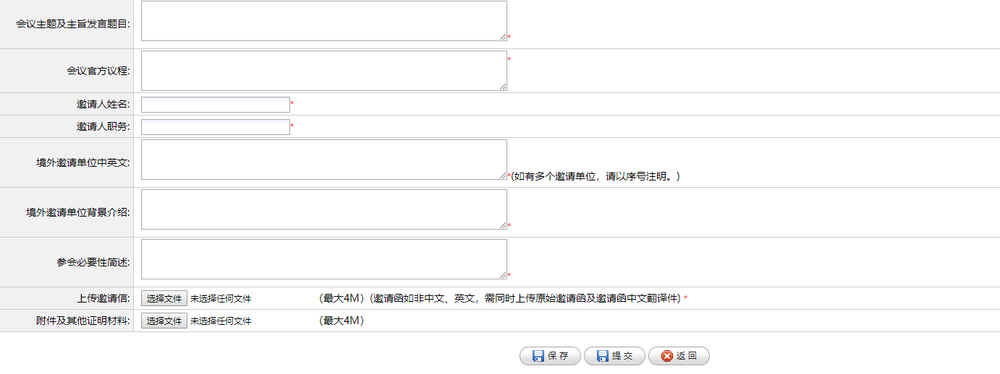 会议主题及主旨发言题目: *
会议官方议程: *
邀请人姓名: *
邀请人职务: *
境外邀请单位中英文: *(如有多个邀请单位，请以序号注明。)
境外邀请单位背景介绍: *
参会必要性简述: *
上传邀请信: 选择文件 未选择任何文件 （最大4M）(邀请函如非中文、英文，需同时上传原始邀请函及邀请函中文翻译件) *
附件及其他证明材料: 选择文件 未选择任何文件 （最大4M）
保 存 提 交 返 回